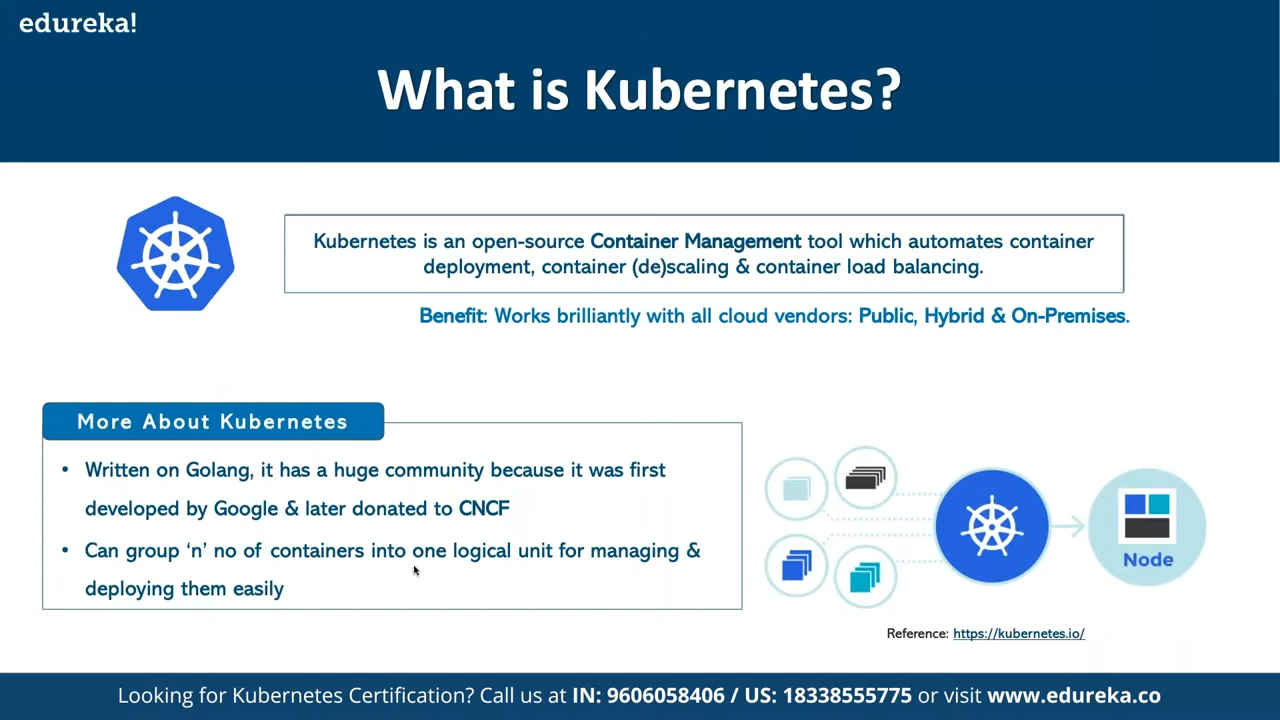 edureka!
What is Kubernetes?
Kubernetes is an open-source Container Management tool which automates container
deployment, container (de)scaling & container load balancing.
Benefit: Works brilliantly with all cloud vendors: Public, Hybrid & On-Premises.
More About Kubernetes
• Written on Golang, it has a huge community because it was first
developed by Google & later donated to CNCF
• Can group ‘n’ no of containers into one logical unit for managing &
deploying them easily
Node
Reference: https://kubernetes.io/
Looking for Kubernetes Certification? Call us at IN: 9606058406 / US: 18338555775 or visit www.edureka.co